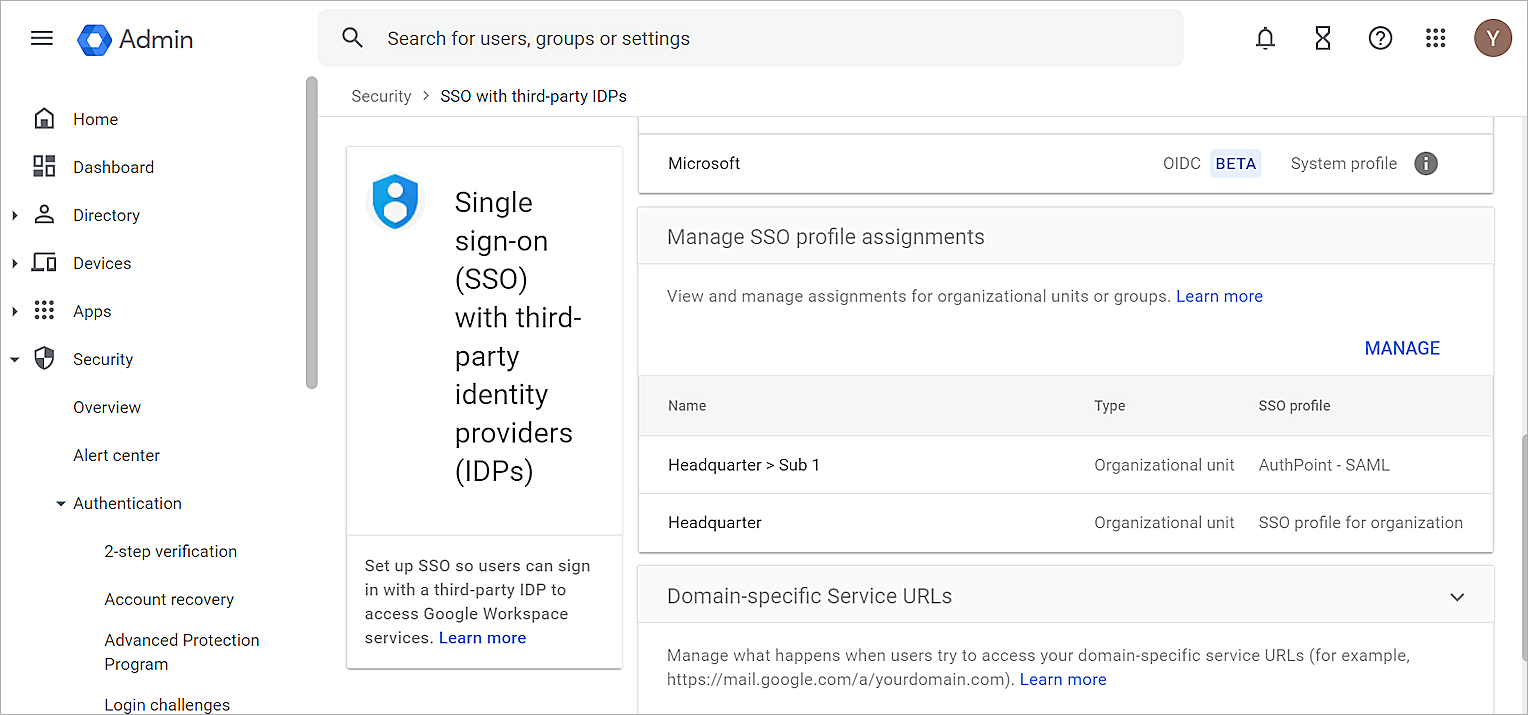 Admin
Search for users, groups or settings
Y
Security > SSO with third-party IDPs
Home
Dashboard
Directory
Devices
Apps
Security
Overview
Alert center
Authentication
2-step verification
Account recovery
Advanced Protection
Program
Login challenges
Single
sign-on
(SSO)
with third-
party
identity
providers
(IDPs)
Set up SSO so users can sign
in with a third-party IDP to
access Google Workspace
services. Learn more
Microsoft OIDC BETA System profile
Manage SSO profile assignments
View and manage assignments for organizational units or groups. Learn more
MANAGE
Name Type SSO profile
Headquarter > Sub 1 Organizational unit AuthPoint - SAML
Headquarter Organizational unit SSO profile for organization
Domain-specific Service URLs
Manage what happens when users try to access your domain-specific service URLs (for example,
https://mail.google.com/a/yourdomain.com). Learn more